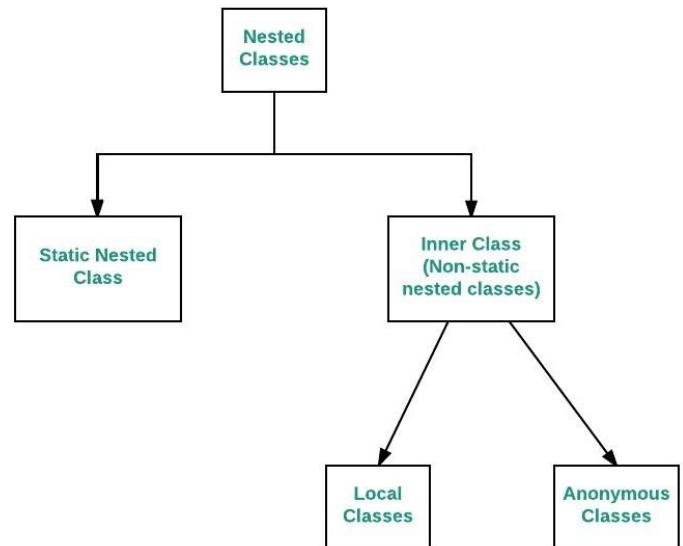 Nested
Classes
Static Nested
Class
Inner Class
(Non-static
nested classes)
Local
Classes
Anonymous
Classes